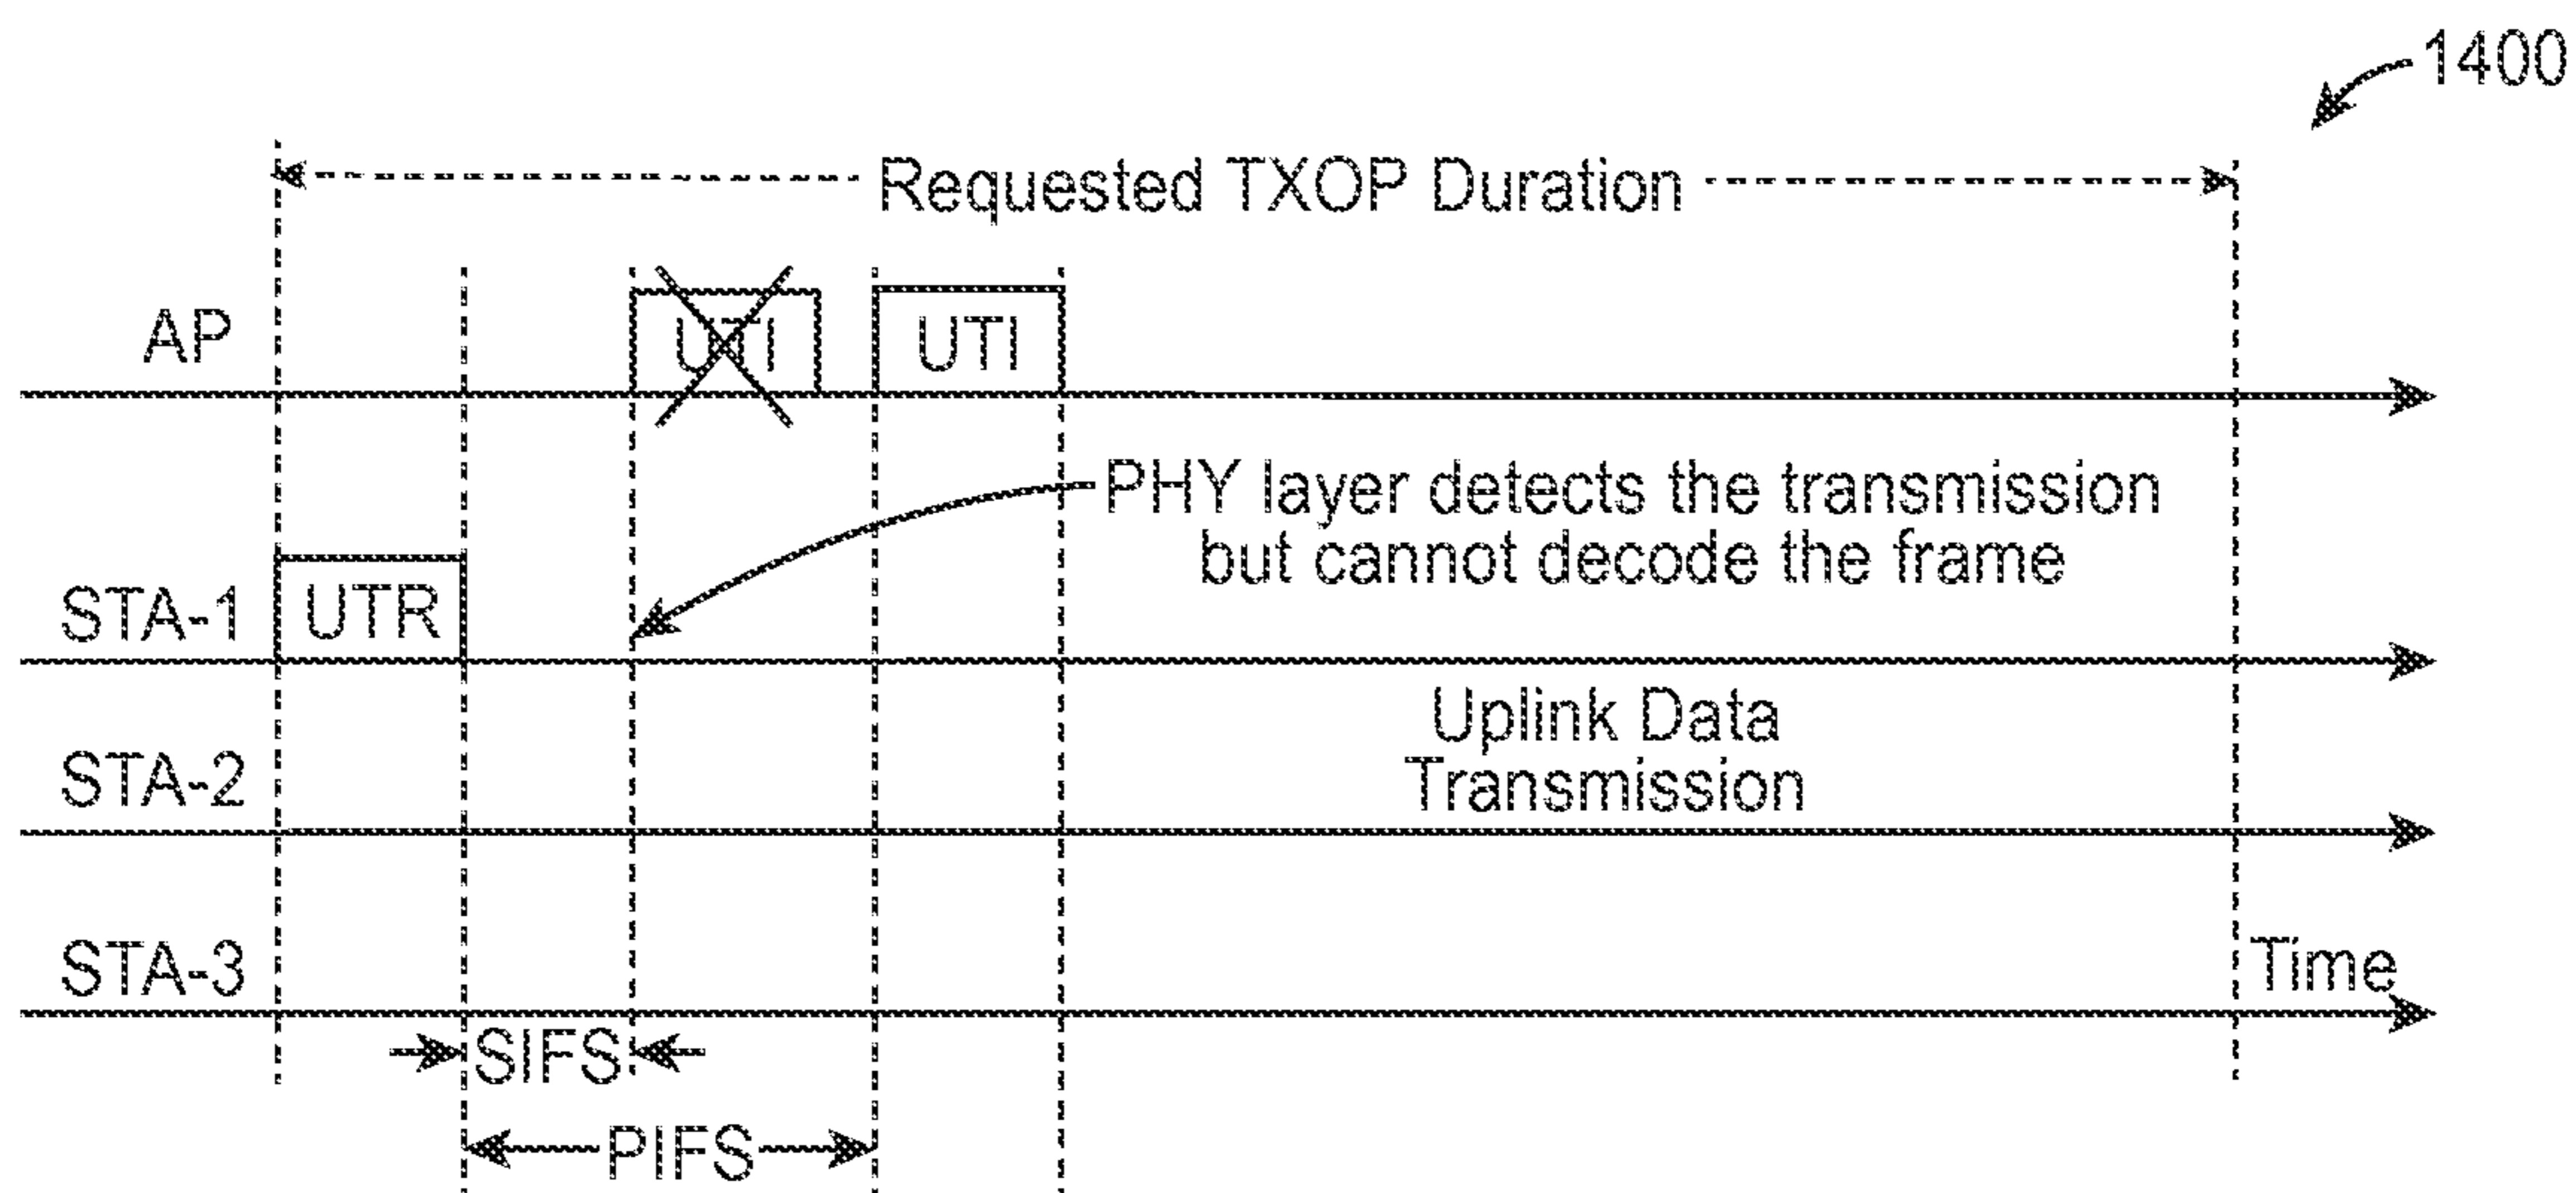 1400
Requested TXOP Duration
AP
UTI
UTI
PHY layer detects the transmission
but cannot decode the frame
STA-1
UTR
Uplink Data
Transmission
STA-2
STA-3
Time
SIFS
PIFS